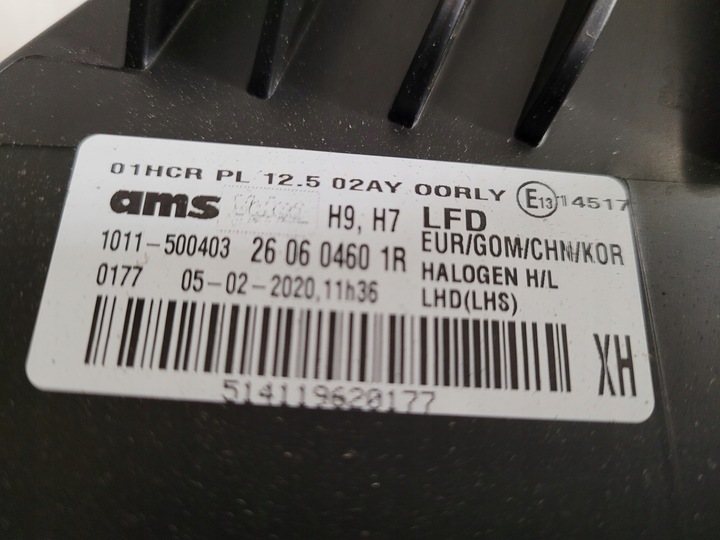 01HCR PL 12.5 02AY 00RLY E13 14517
ams H9, H7 LFD
1011-500403 26 06 0460 1R EUR/GOM/CHN/KOR
0177 05-02-2020,11h36 HALOGEN H/L
LHD(LHS)
XH
514119620177